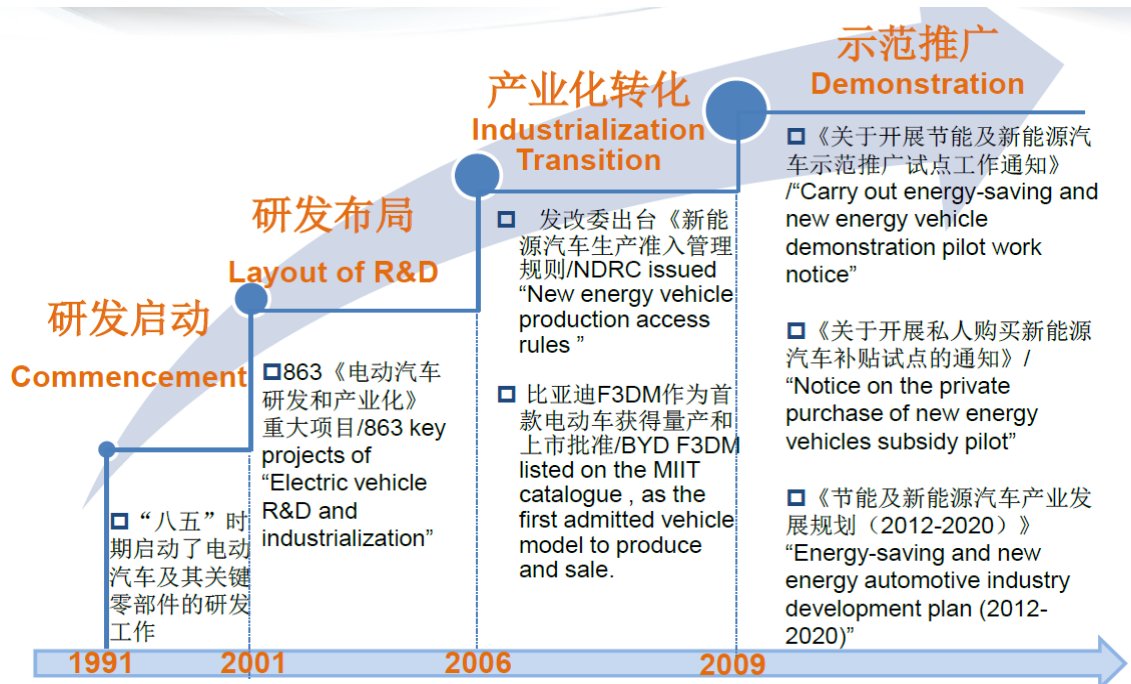 研发启动
Commencement
“八五”时
期启动了电动
汽车及其关键
零部件的研发
工作
1991
研发布局
Layout of R&D
863《电动汽车
研发和产业化》
重大项目/863 key
projects of
“Electric vehicle
R&D and
industrialization”
2001
产业化转化
Industrialization
Transition
发改委出台《新能
源汽车生产准入管理
规则/NDRC issued
“New energy vehicle
production access
rules ”
比亚迪F3DM作为首
款电动车获得量产和
上市批准/BYD F3DM
listed on the MIIT
catalogue , as the
first admitted vehicle
model to produce
and sale.
2006
示范推广
Demonstration
《关于开展节能及新能源汽
车示范推广试点工作通知》
/“Carry out energy-saving and
new energy vehicle
demonstration pilot work
notice”
《关于开展私人购买新能源
汽车补贴试点的通知》/
“Notice on the private
purchase of new energy
vehicles subsidy pilot”
《节能及新能源汽车产业发
展规划（2012-2020）》
“Energy-saving and new
energy automotive industry
development plan (2012-
2020)”
2009